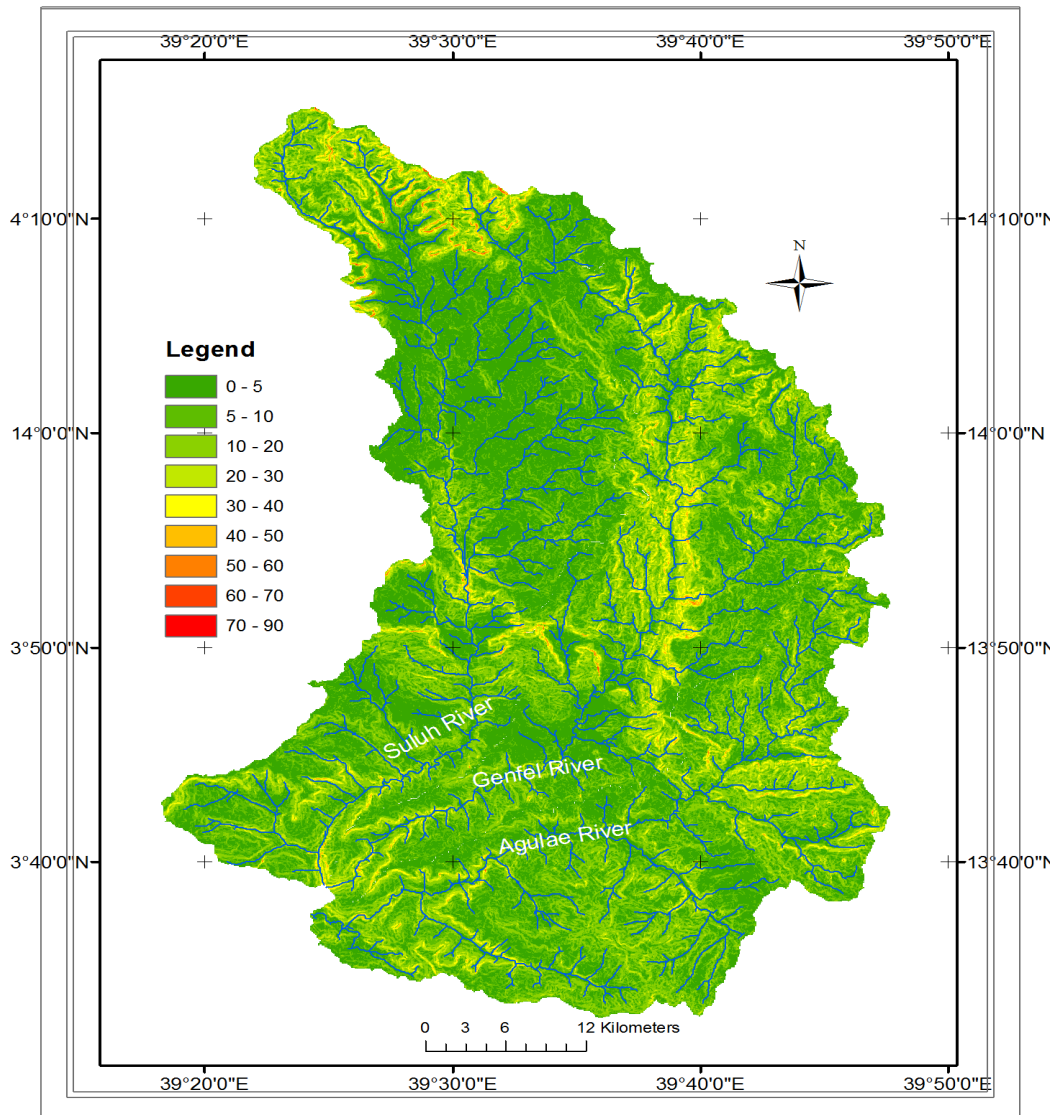 39°20'0"E 39°30'0"E 39°40'0"E 39°50'0"E
N
4°10'0"N 14°10'0"N
Legend
0 - 5
5 - 10
10 - 20
20 - 30
30 - 40
40 - 50
50 - 60
60 - 70
70 - 90
14°0'0"N 14°0'0"N
3°50'0"N 13°50'0"N
Suluh River
Genfel River
Agulae River
3°40'0"N 13°40'0"N
0 3 6 12 Kilometers
39°20'0"E 39°30'0"E 39°40'0"E 39°50'0"E